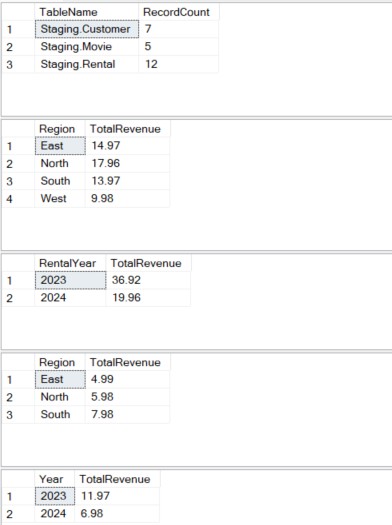 TableName RecordCount
1 Staging.Customer 7
2 Staging.Movie 5
3 Staging.Rental 12
Region TotalRevenue
1 East 14.97
2 North 17.96
3 South 13.97
4 West 9.98
RentalYear TotalRevenue
1 2023 36.92
2 2024 19.96
Region TotalRevenue
1 East 4.99
2 North 5.98
3 South 7.98
Year TotalRevenue
1 2023 11.97
2 2024 6.98